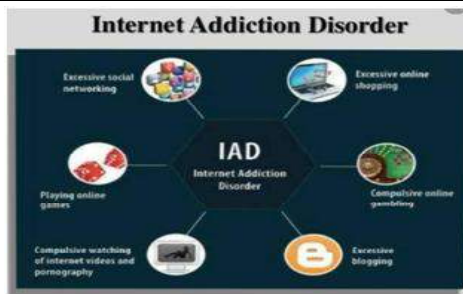 Internet Addiction Disorder
Excessive social
networking
Excessive online
shopping
IAD
Internet Addiction
Disorder
Playing online
games
Compulsive online
gambling
Compulsive watching
of internet videos and
pornography
Excessive
blogging